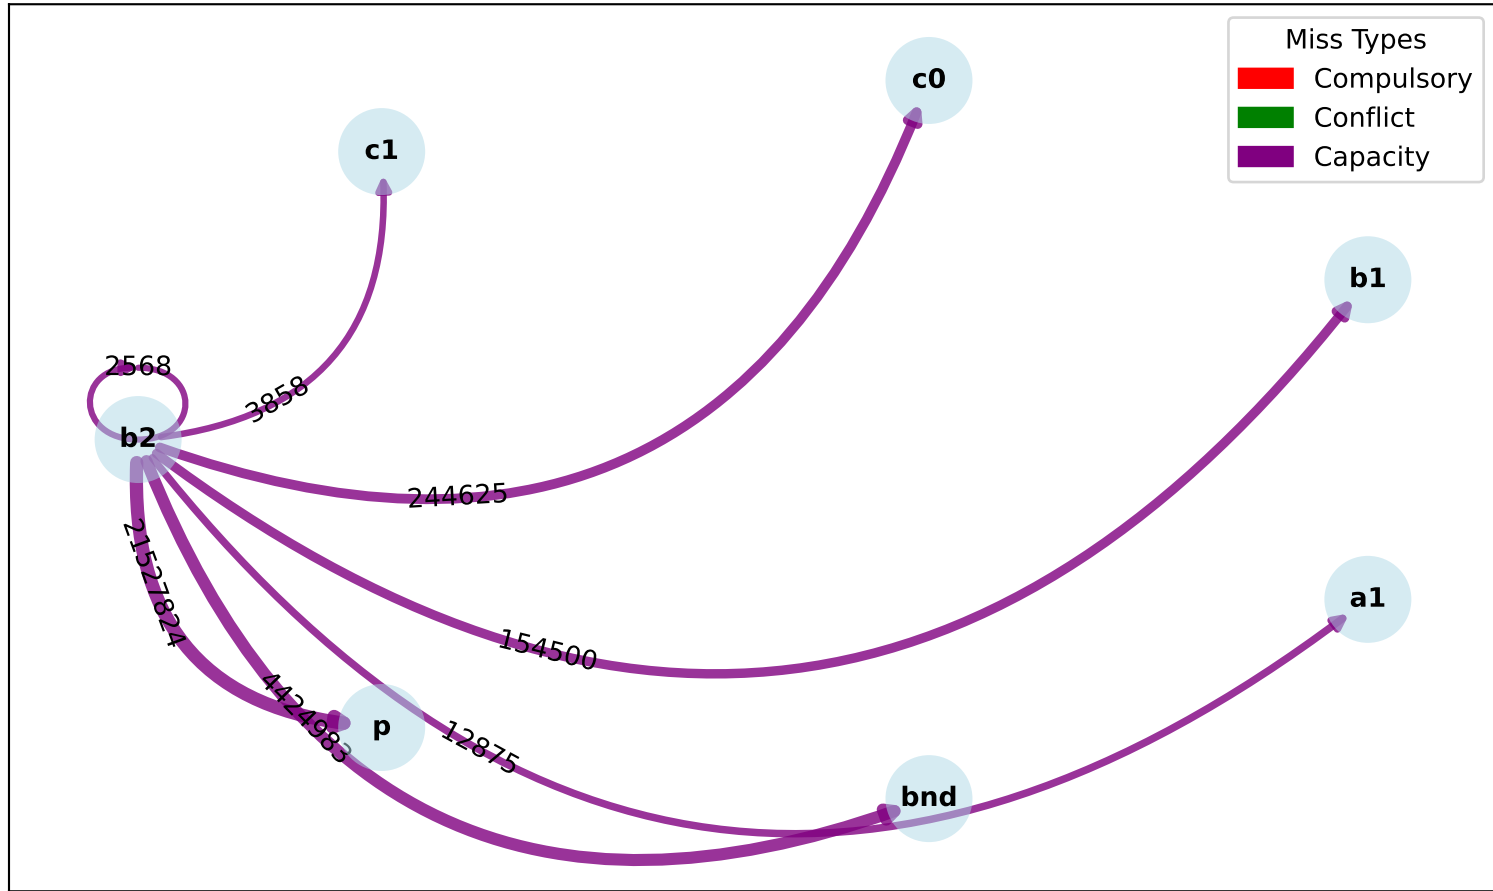 Miss Types
Compulsory
Conflict
Capacity
c0
c1
b1
2568
3858
b2
244625
21527824
a1
154500
4424983
p
12875
bnd